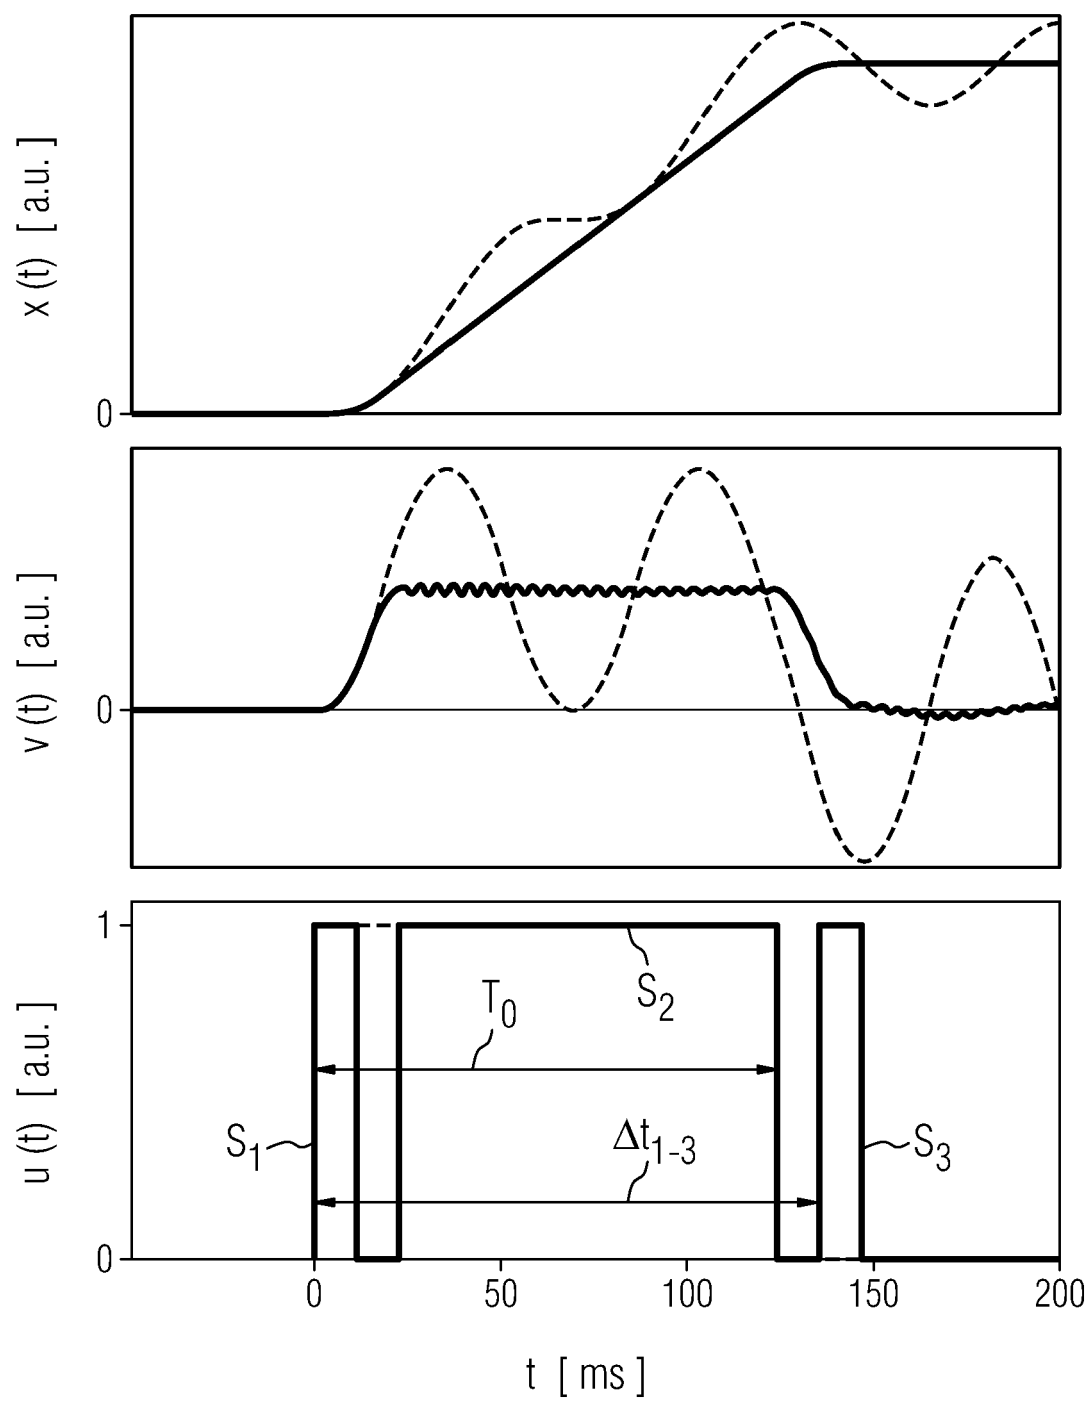 x (t) [ a.u. ]
0
v (t) [ a.u. ]
0
u (t) [ a.u. ]
1
0
T0
S2
S1
Δt1-3
S3
0 50 100 150 200
t [ ms ]